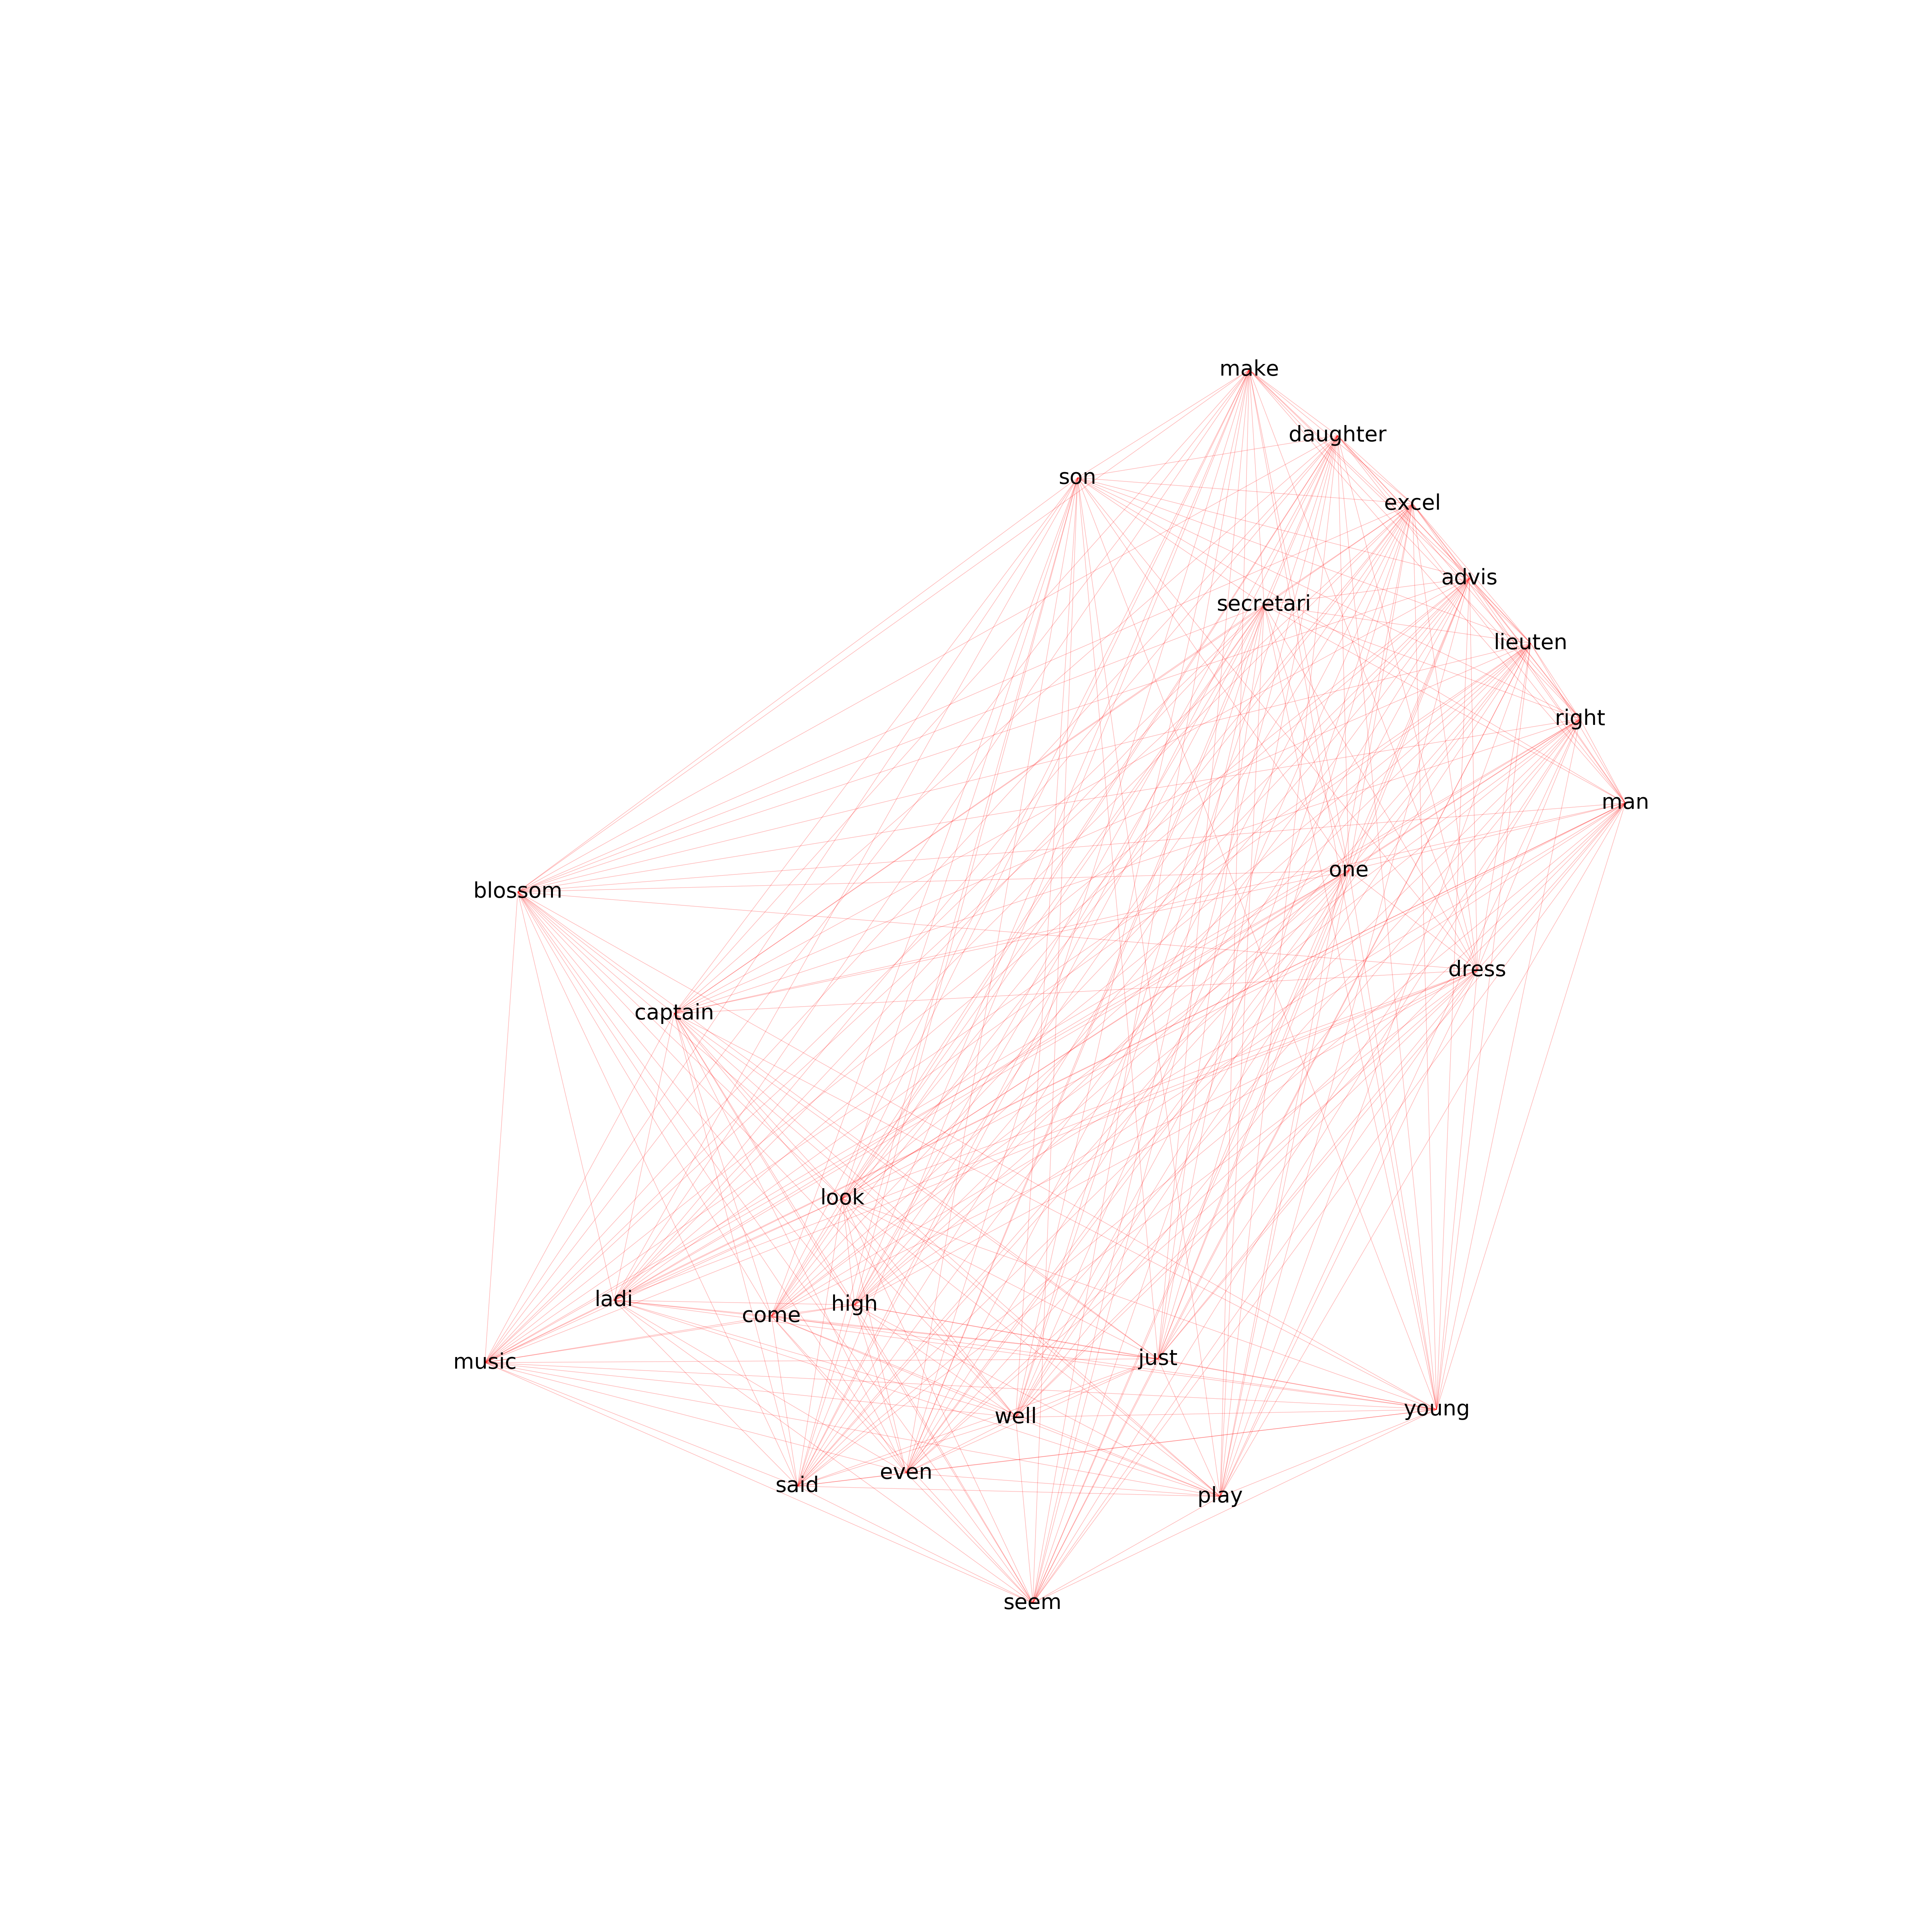 make
daughter
son
excel
advis
secretari
lieuten
right
man
one
blossom
dress
captain
look
ladi
high
come
just
music
young
well
even
said
play
seem